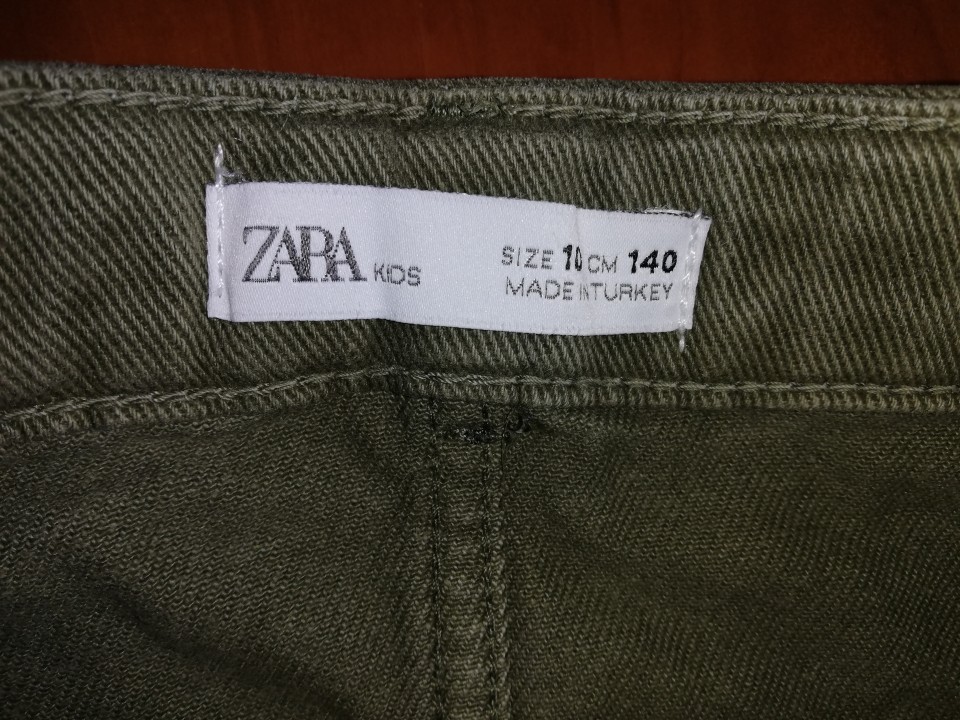 ZARA KIDS
SIZE 10 CM 140
MADE IN TURKEY